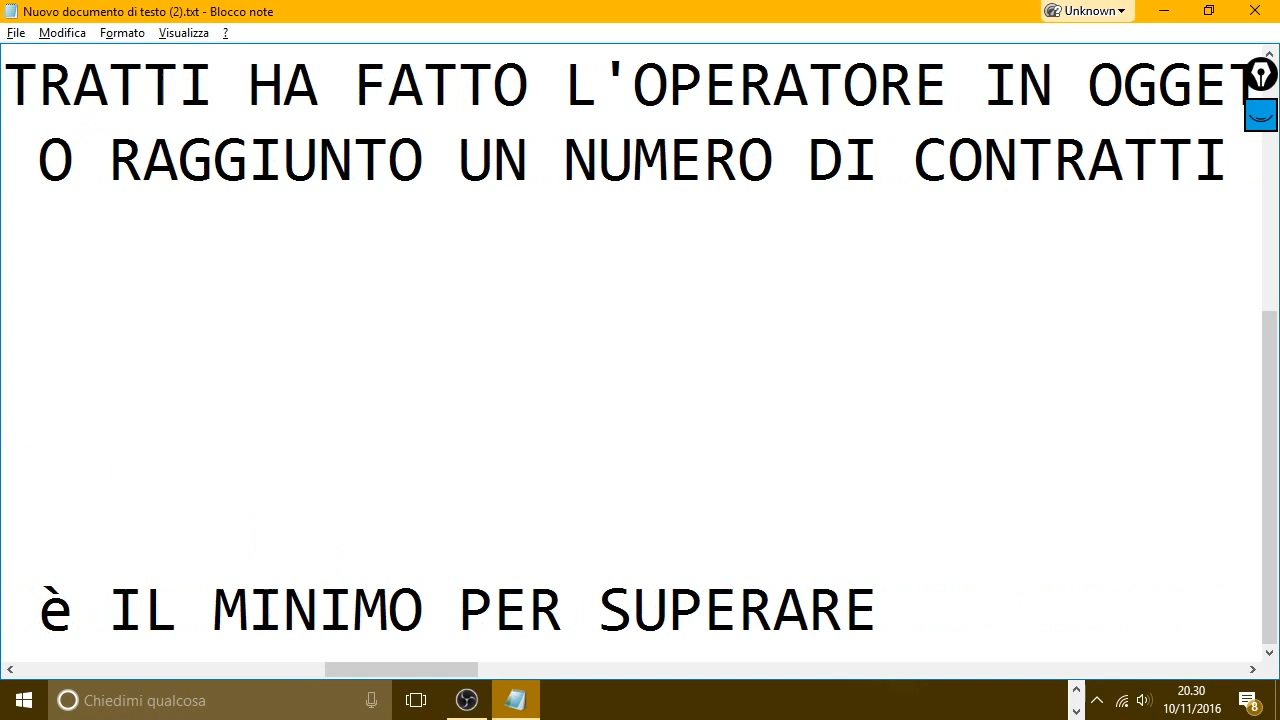 Nuovo documento di testo (2).txt - Blocco note
Unknown
File Modifica Formato Visualizza ?
TRATTI HA FATTO L'OPERATORE IN OGGET
O RAGGIUNTO UN NUMERO DI CONTRATTI
è IL MINIMO PER SUPERARE
Chiedimi qualcosa
20.30
10/11/2016
8